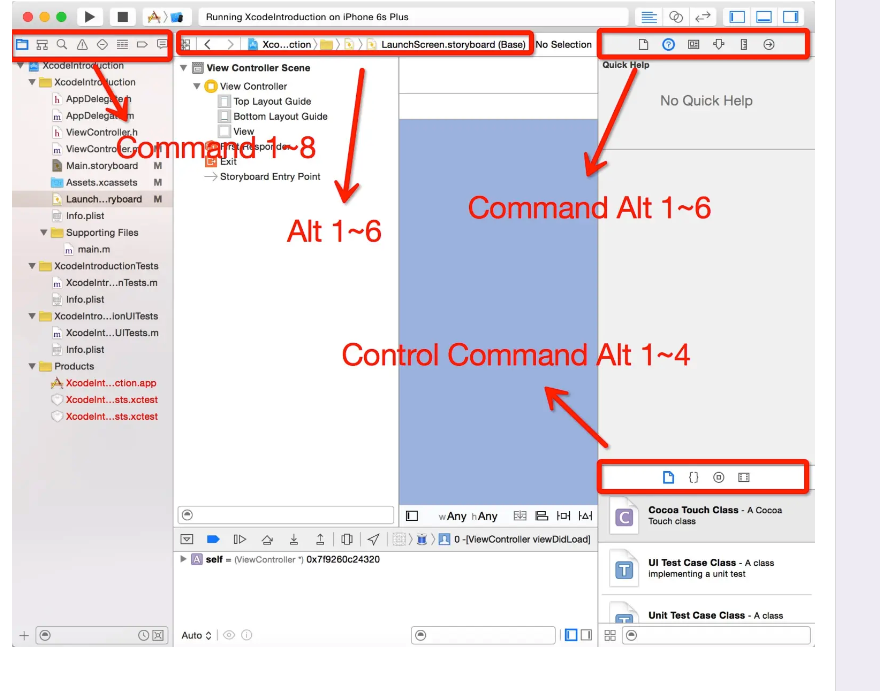 Running XcodeIntroduction on iPhone 6s Plus
Xco...ction
LaunchScreen.storyboard (Base)
No Selection
XcodeIntroduction
XcodeIntroduction
AppDelegate.h
AppDelegate.m
ViewController.h
ViewController.m M
Main.storyboard M
Assets.xcassets M
Launch...ryboard M
Info.plist
Supporting Files
main.m
XcodeIntroductionTests
XcodeIntr...nTests.m
Info.plist
XcodeIntro...ionUITests
XcodeInt...UITests.m
Info.plist
Products
XcodeInt...ction.app
XcodeInt...sts.xctest
XcodeInt...sts.xctest
Command 1~8
View Controller Scene
View Controller
Top Layout Guide
Bottom Layout Guide
View
First Responder
Exit
Storyboard Entry Point
Alt 1~6
Quick Help
No Quick Help
Command Alt 1~6
Control Command Alt 1~4
wAny hAny
0 -[ViewController viewDidLoad]
self = (ViewController *) 0x7f9260c24320
Auto
C
Cocoa Touch Class - A Cocoa
Touch class
T
UI Test Case Class - A class
implementing a unit test
T
Unit Test Case Class - A class